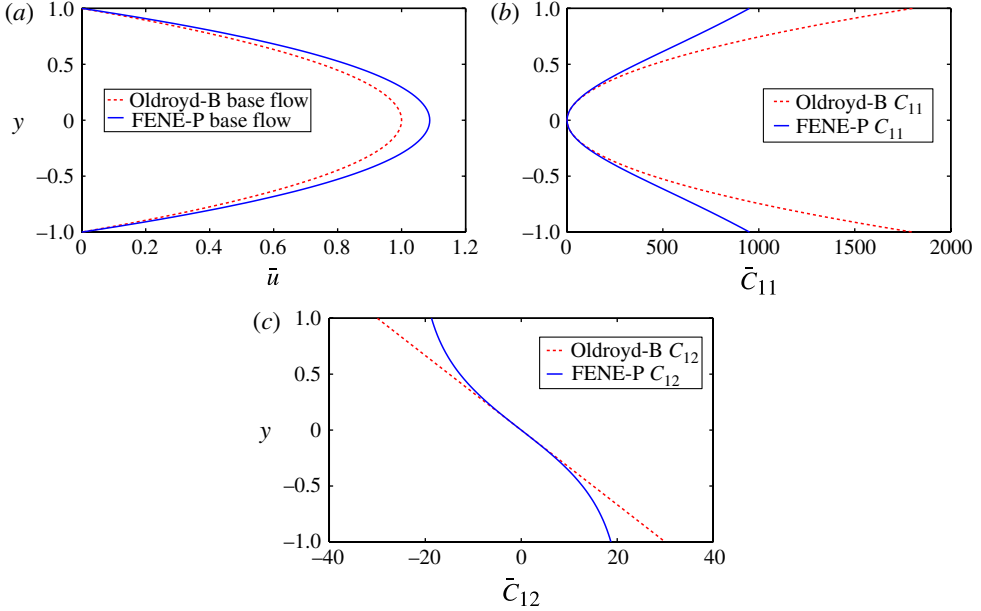 (a)
1.0
0.5
y
0
−0.5
−1.0
Oldroyd-B base flow
FENE-P base flow
0 0.2 0.4 0.6 0.8 1.0 1.2
ū
(b)
1.0
0.5
0
−0.5
−1.0
Oldroyd-B C₁₁
FENE-P C₁₁
0 500 1000 1500 2000
C̄₁₁
(c)
1.0
0.5
y
0
−0.5
−1.0
Oldroyd-B C₁₂
FENE-P C₁₂
−40 −20 0 20 40
C̄₁₂